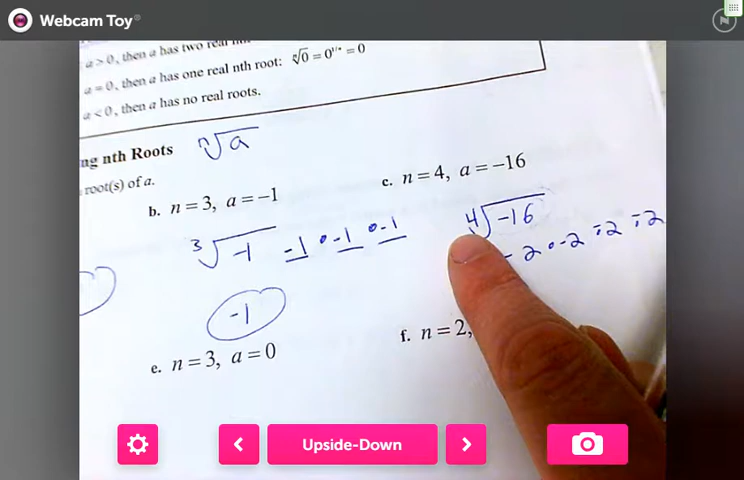 Webcam Toy
a > 0, then a has two real
a = 0, then a has one real nth root: ⁿ√0 = 0^(1/n) = 0
a < 0, then a has no real roots.
ng nth Roots ⁿ√a
root(s) of a.
b. n = 3, a = −1
c. n = 4, a = −16
³√-1 -1 • -1 • -1
⁴√-16
- 2 • -2 • -2 • -2
-1
e. n = 3, a = 0
f. n = 2,
Upside-Down